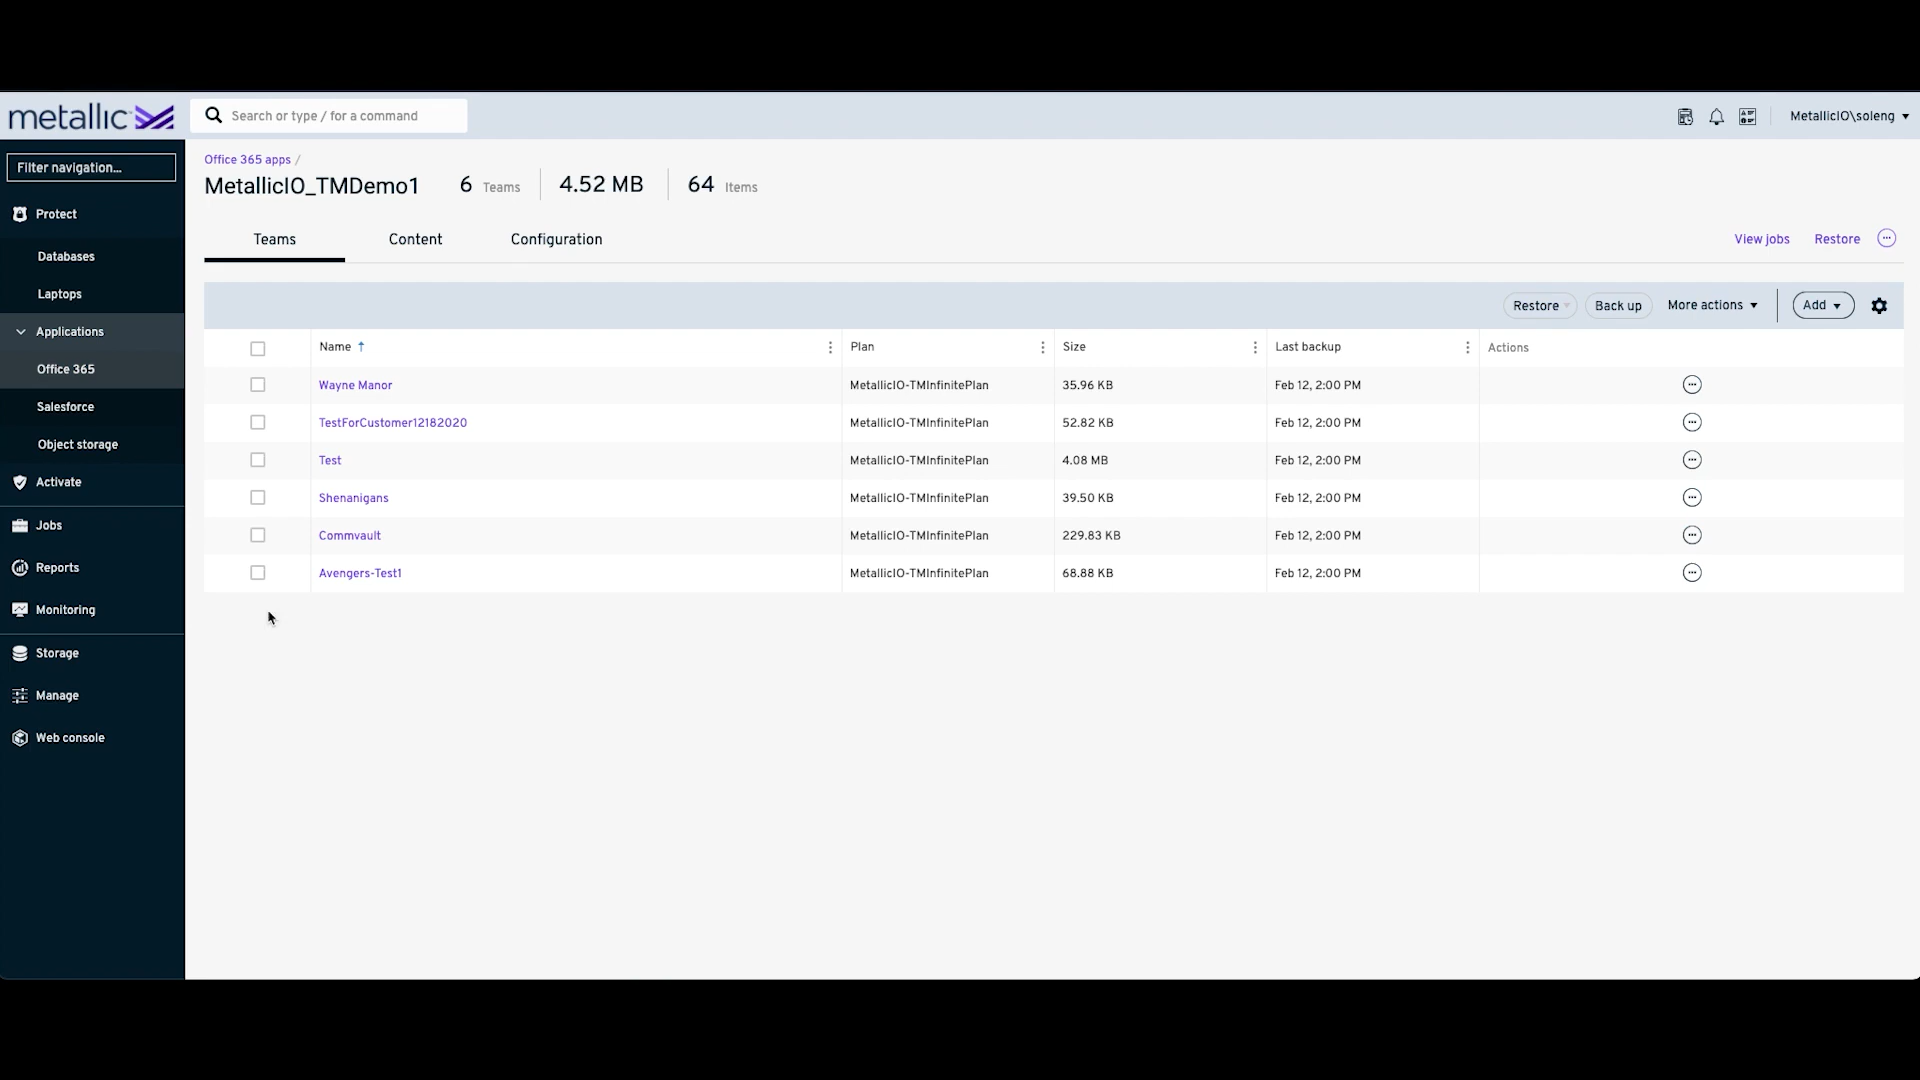 metallic
Search or type / for a command
MetallicIO\soleng
Filter navigation...
Protect
Databases
Laptops
Applications
Office 365
Salesforce
Object storage
Activate
Jobs
Reports
Monitoring
Storage
Manage
Web console
Office 365 apps /
MetallicIO_TMDemo1 6 Teams 4.52 MB 64 Items
Teams Content Configuration View jobs Restore
Restore Back up More actions Add
Name Plan Size Last backup Actions
Wayne Manor MetallicIO-TMInfinitePlan 35.96 KB Feb 12, 2:00 PM
TestForCustomer12182020 MetallicIO-TMInfinitePlan 52.82 KB Feb 12, 2:00 PM
Test MetallicIO-TMInfinitePlan 4.08 MB Feb 12, 2:00 PM
Shenanigans MetallicIO-TMInfinitePlan 39.50 KB Feb 12, 2:00 PM
Commvault MetallicIO-TMInfinitePlan 229.83 KB Feb 12, 2:00 PM
Avengers-Test1 MetallicIO-TMInfinitePlan 68.88 KB Feb 12, 2:00 PM